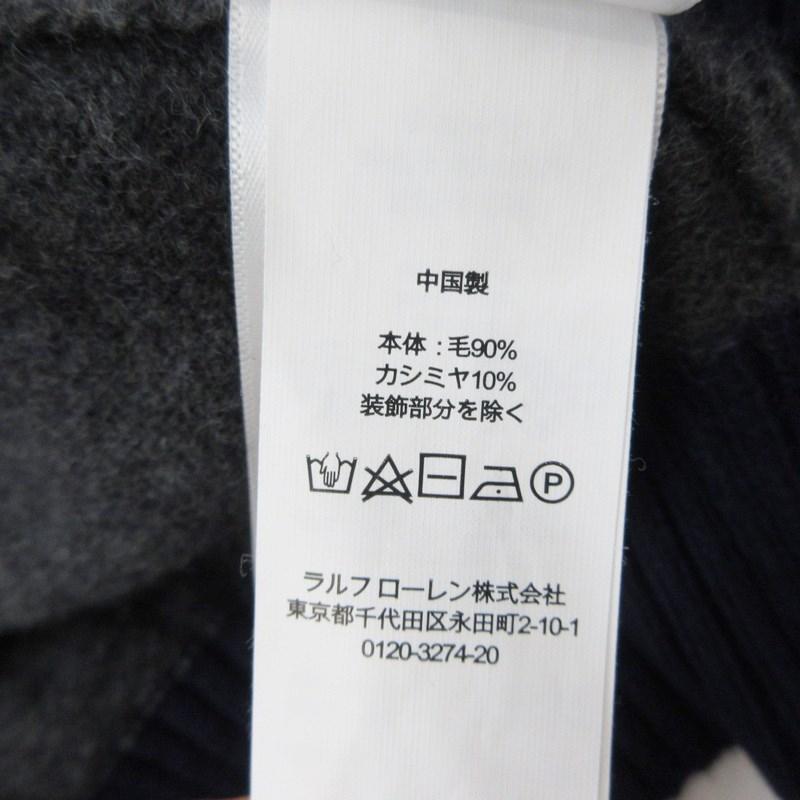 中国製
本体:毛90%
カシミヤ10%
装飾部分を除く
P
ラルフ ローレン株式会社
東京都千代田区永田町2-10-1
0120-3274-20